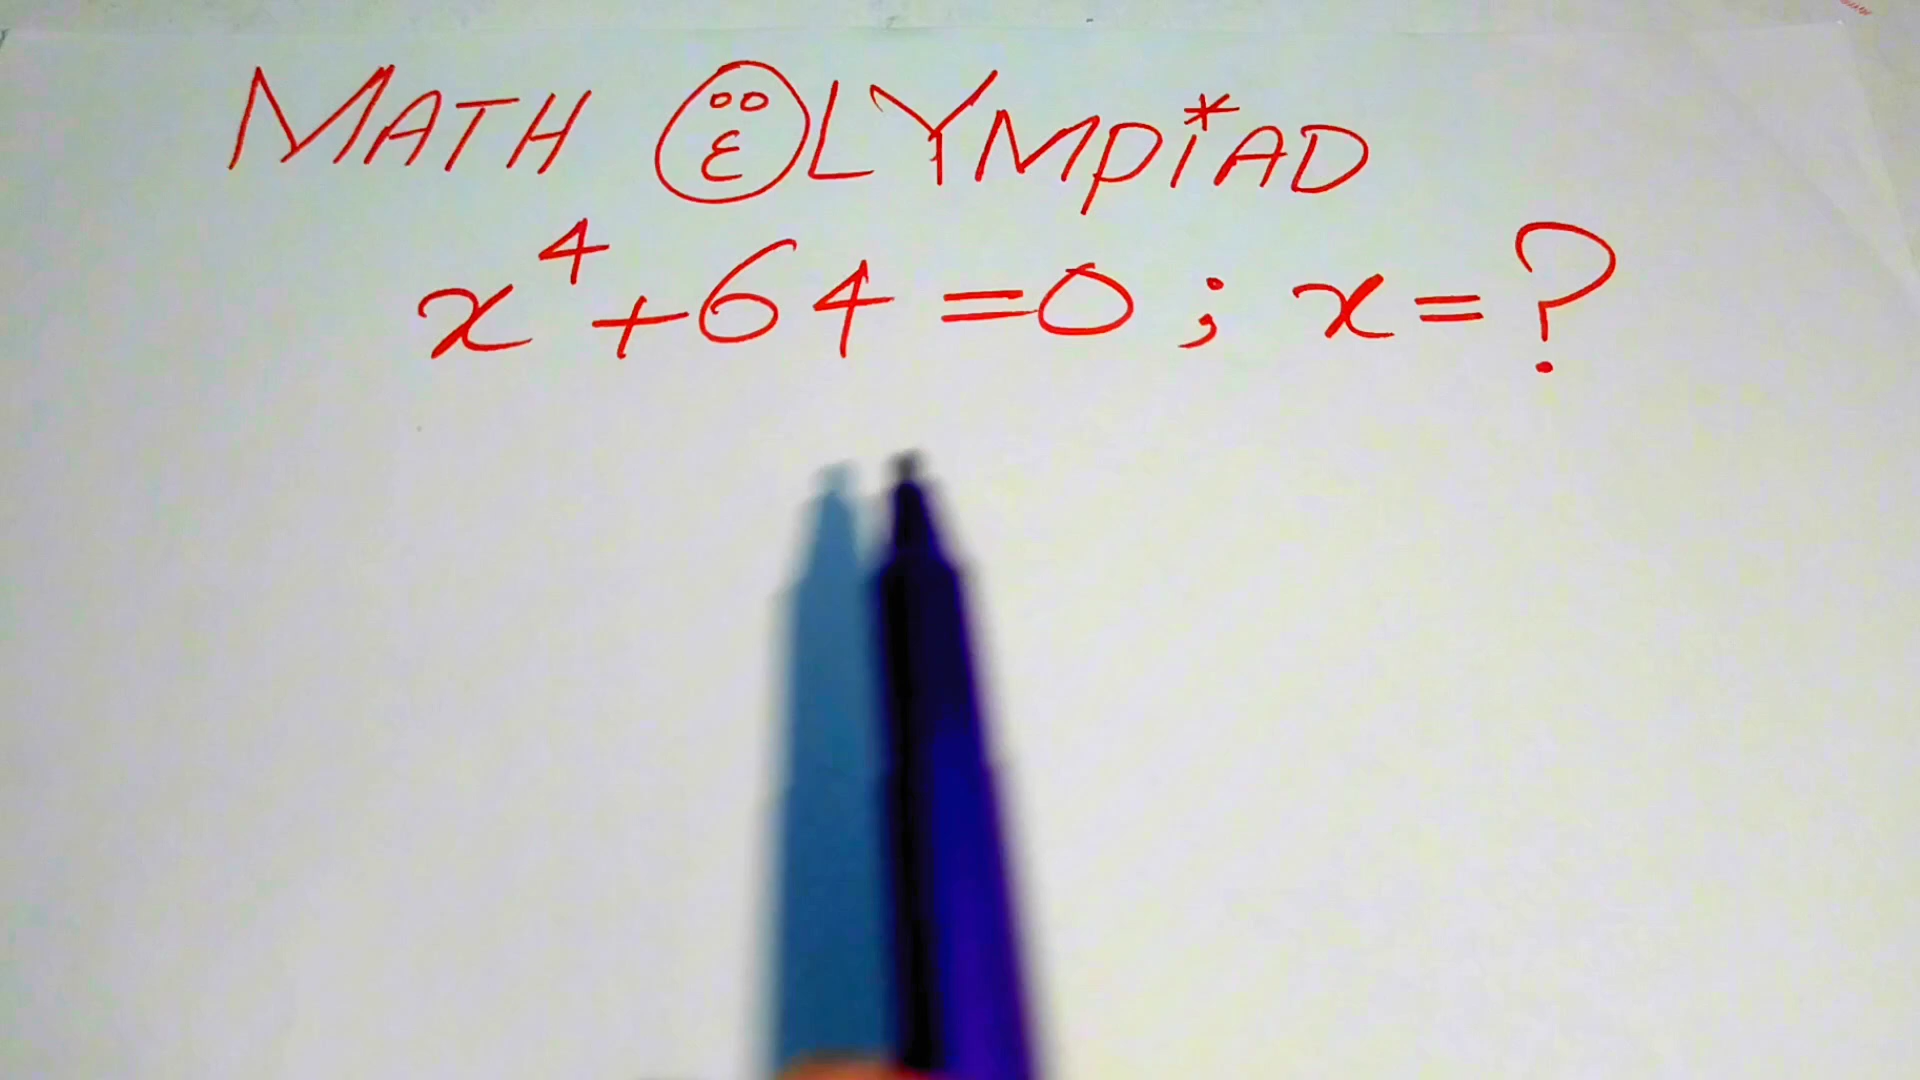 MATH OLYMPiAD
x⁴+64=0; x=?